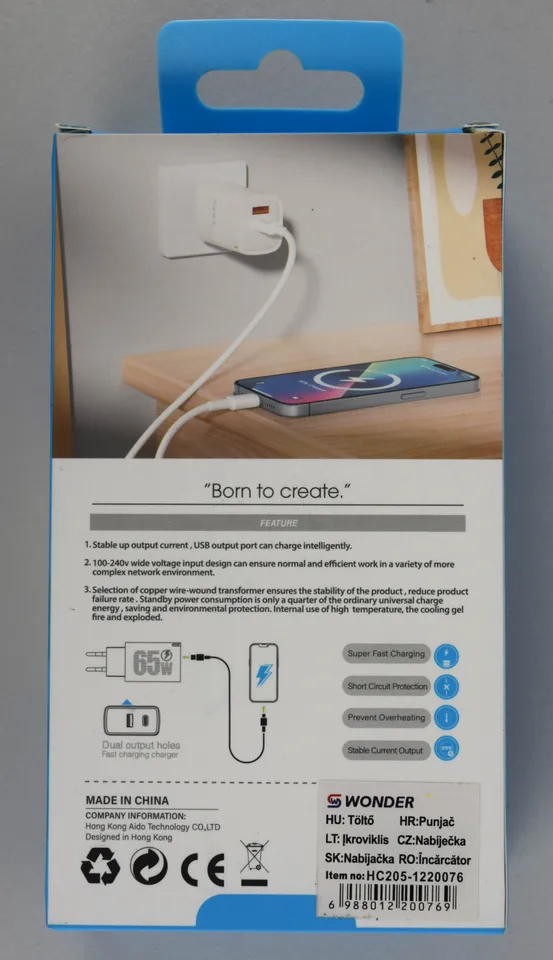 "Born to create."
FEATURE
1. Stable up output current , USB output port can charge intelligently.
2. 100-240v wide voltage input design can ensure normal and efficient work in a variety of more
complex network environment.
3. Selection of copper wire-wound transformer ensures the stability of the product , reduce product
failure rate . Standby power consumption is only a quarter of the ordinary universal charge
energy , saving and environmental protection. Internal use of high temperature, the cooling gel
fire and exploded.
65W
Super Fast Charging
Short Circuit Protection
Prevent Overheating
Stable Current Output
Dual output holes
Fast charging charger
MADE IN CHINA
COMPANY INFORMATION:
Hong Kong Aido Technology CO.,LTD
Designed in Hong Kong
CE
SW WONDER
HU: Töltő HR:Punjač
LT: Įkroviklis CZ:Nabíječka
SK:Nabíjačka RO:Încărcător
Item no:HC205-1220076
6 988012 200769